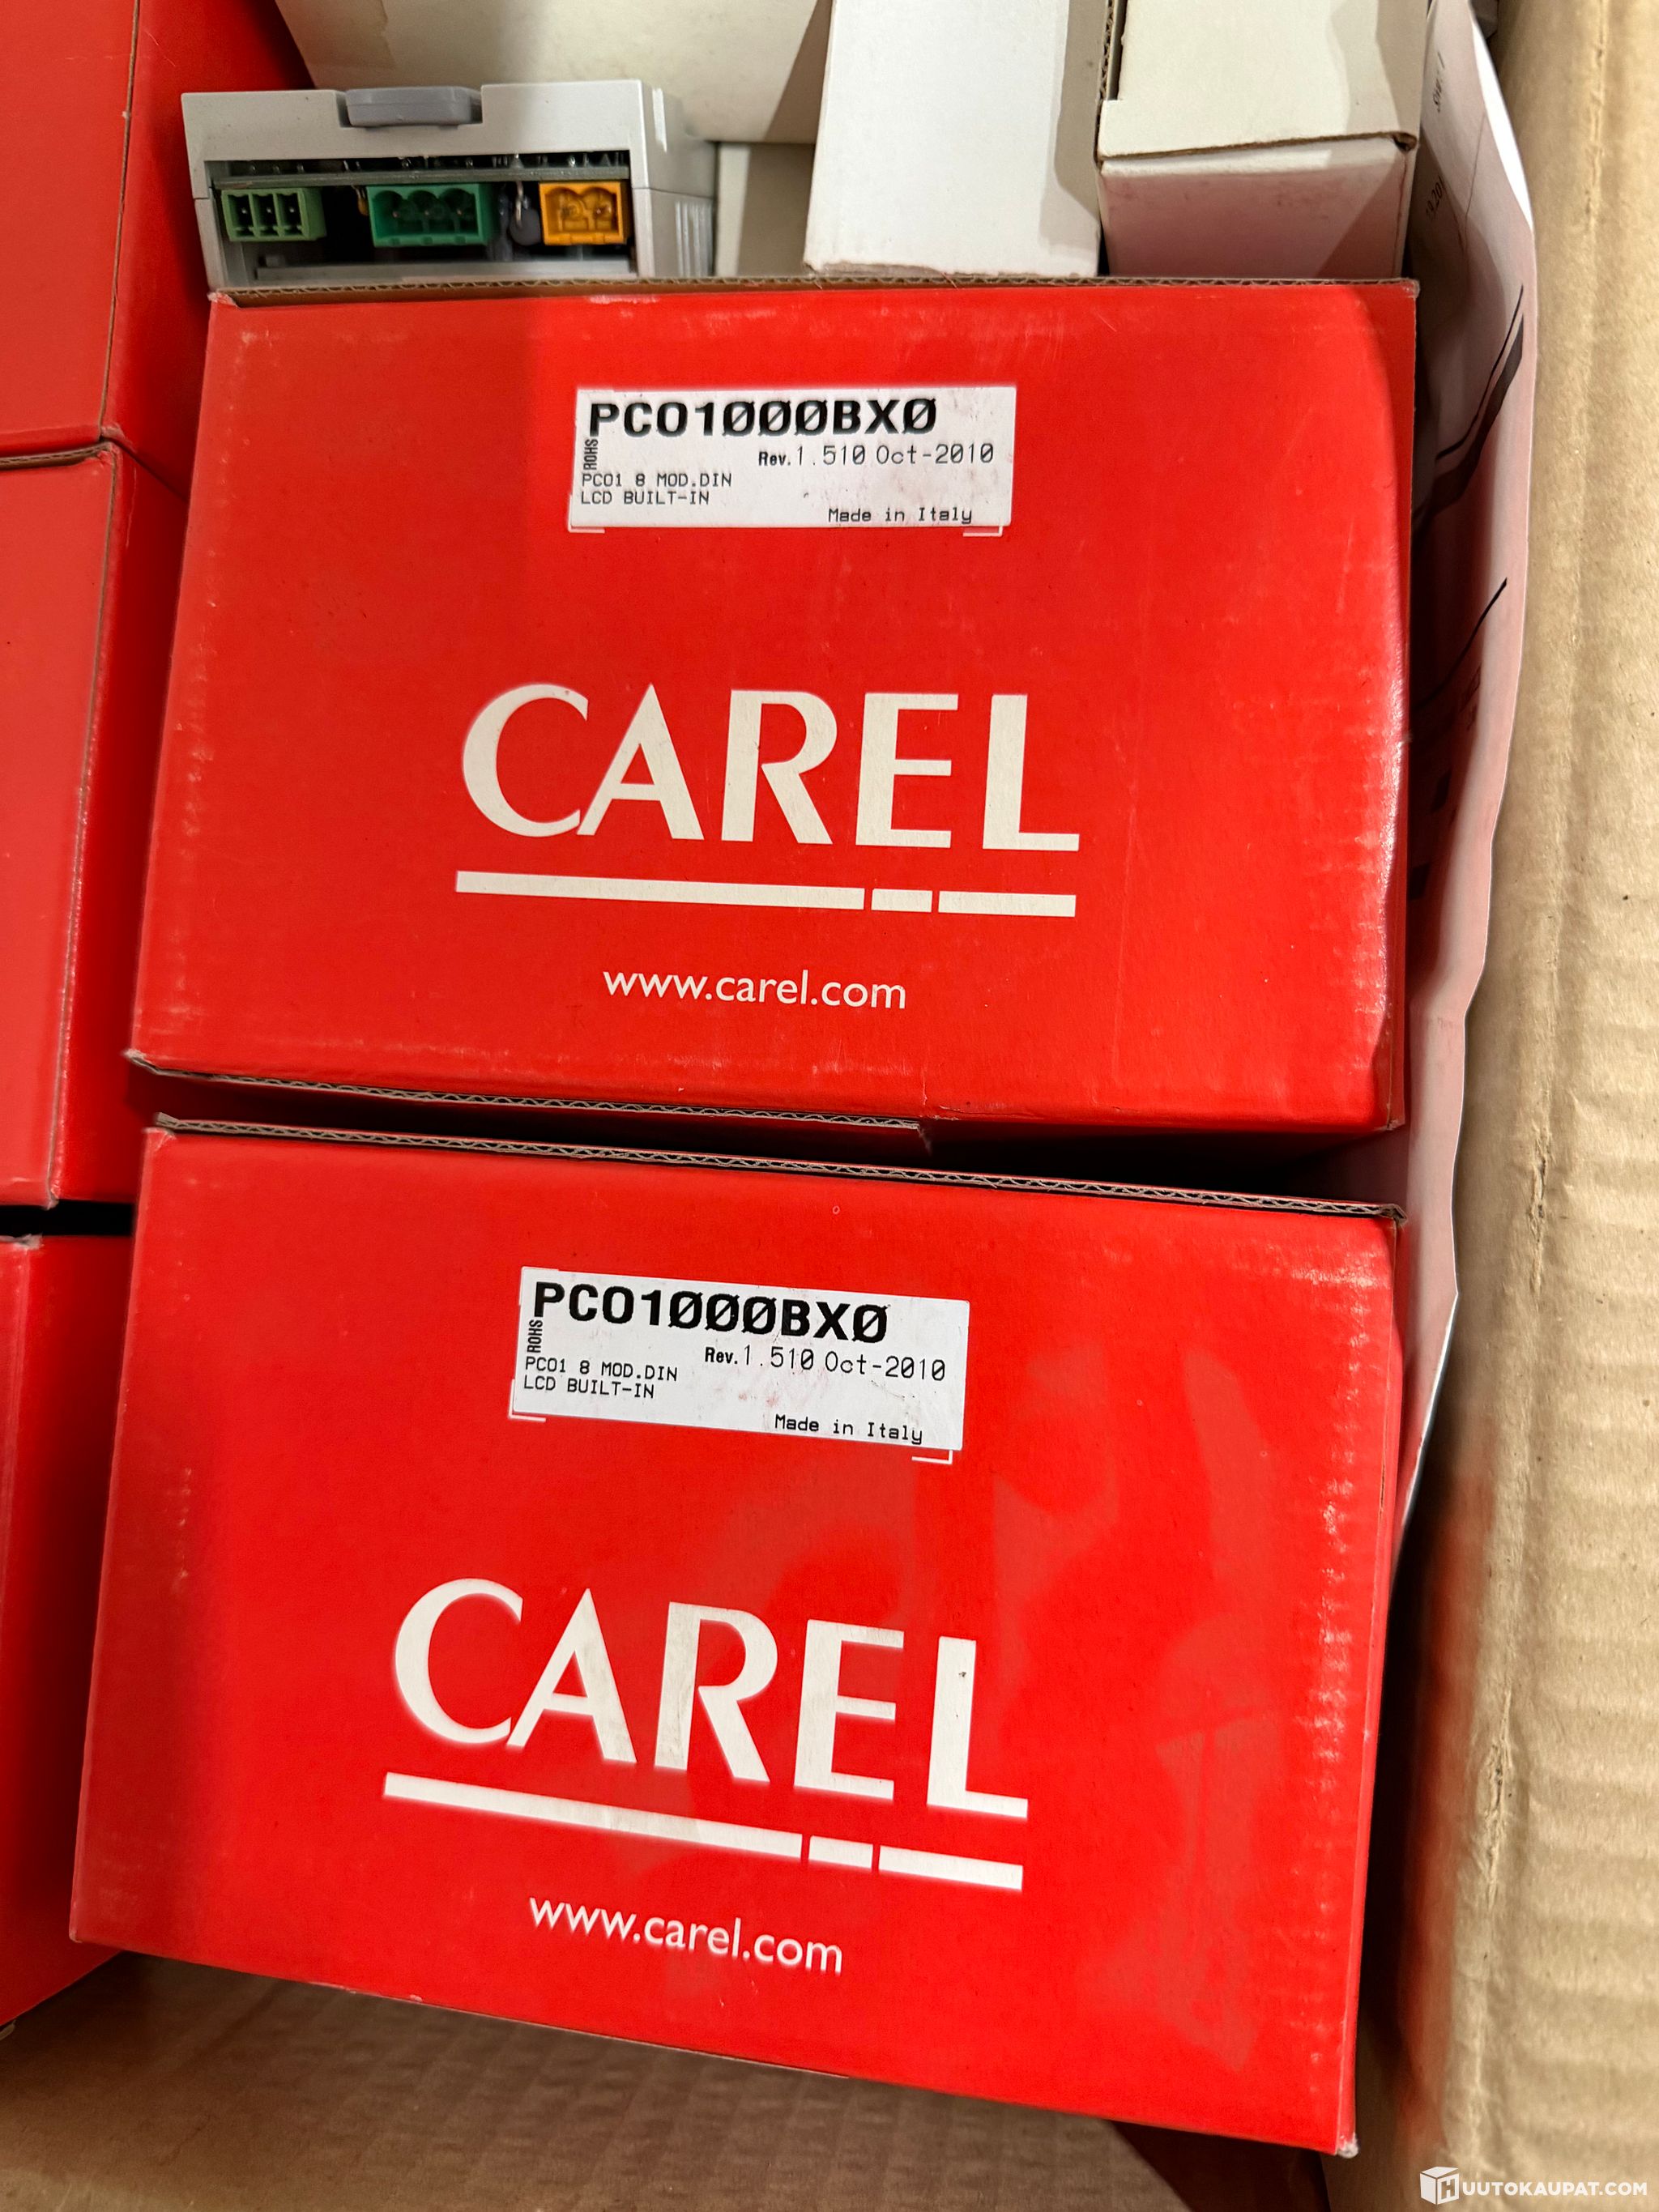 PCO1000BX0
ROHS
Rev.1.510 Oct-2010
PCO1 8 MOD.DIN
LCD BUILT-IN
Made in Italy
CAREL
www.carel.com
PCO1000BX0
ROHS
Rev.1.510 Oct-2010
PCO1 8 MOD.DIN
LCD BUILT-IN
Made in Italy
CAREL
www.carel.com
HUUTOKAUPAT.COM